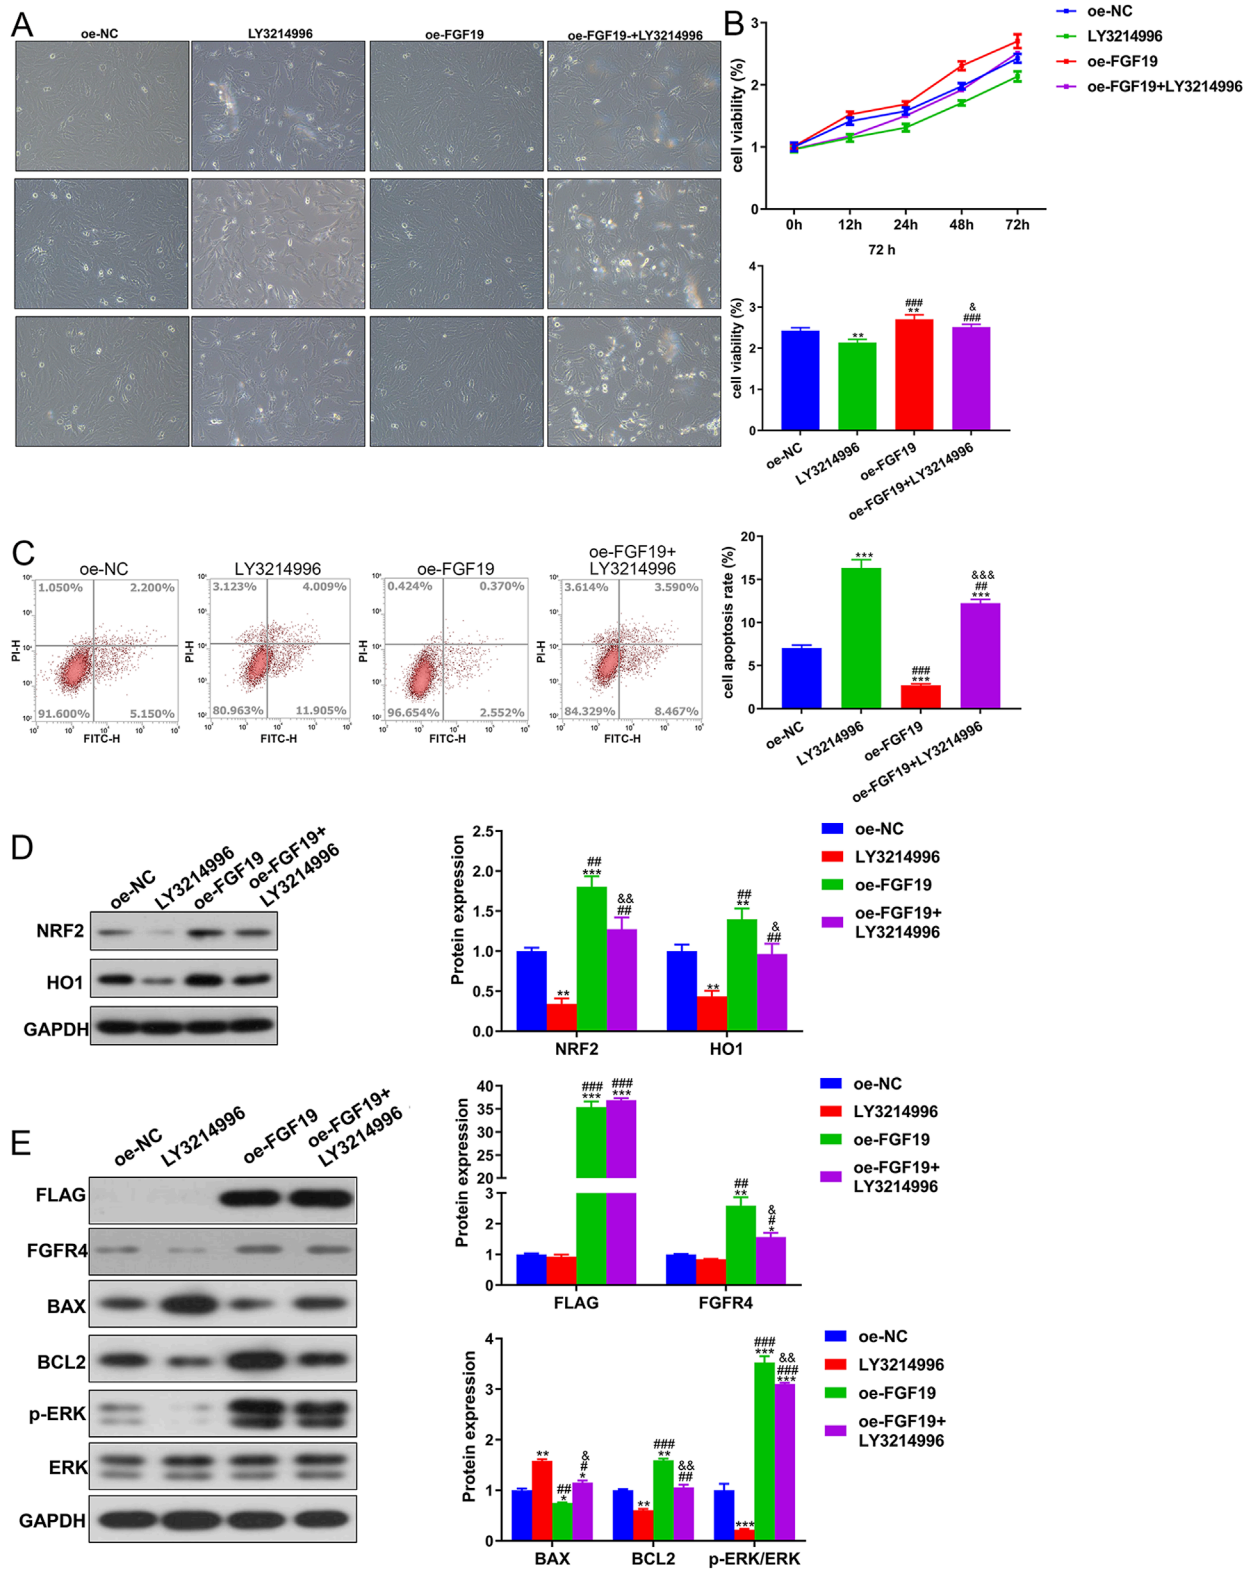 A
oe-NC
LY3214996
oe-FGF19
oe-FGF19-+LY3214996
B
cell viability (%)
3
2
1
0
0h
12h
24h
48h
72h
oe-NC
LY3214996
oe-FGF19
oe-FGF19+LY3214996
72 h
cell viability (%)
4
3
2
1
0
**
###
**
&
###
oe-NC
LY3214996
oe-FGF19
oe-FGF19+LY3214996
C
oe-NC
1.050%
2.200%
91.600%
5.150%
PI-H
FITC-H
LY3214996
3.123%
4.009%
80.963%
11.905%
PI-H
FITC-H
oe-FGF19
0.424%
0.370%
96.654%
2.552%
PI-H
FITC-H
oe-FGF19+
LY3214996
3.614%
3.590%
84.329%
8.467%
PI-H
FITC-H
cell apoptosis rate (%)
20
15
10
5
0
***
###
***
&&&
##
***
oe-NC
LY3214996
oe-FGF19
oe-FGF19+LY3214996
D
oe-NC
LY3214996
oe-FGF19
oe-FGF19+
LY3214996
NRF2
HO1
GAPDH
Protein expression
2.5
2.0
1.5
1.0
0.5
0.0
**
##
***
&&
##
**
##
**
&
##
NRF2
HO1
oe-NC
LY3214996
oe-FGF19
oe-FGF19+
LY3214996
E
oe-NC
LY3214996
oe-FGF19
oe-FGF19+
LY3214996
FLAG
FGFR4
BAX
BCL2
p-ERK
ERK
GAPDH
Protein expression
40
35
30
25
20
3
2
1
0
###
***
###
***
##
**
&
#
*
FLAG
FGFR4
oe-NC
LY3214996
oe-FGF19
oe-FGF19+
LY3214996
Protein expression
4
3
2
1
0
**
##
*
&
#
*
**
###
**
&&
##
***
###
***
&&
###
***
BAX
BCL2
p-ERK/ERK
oe-NC
LY3214996
oe-FGF19
oe-FGF19+
LY3214996